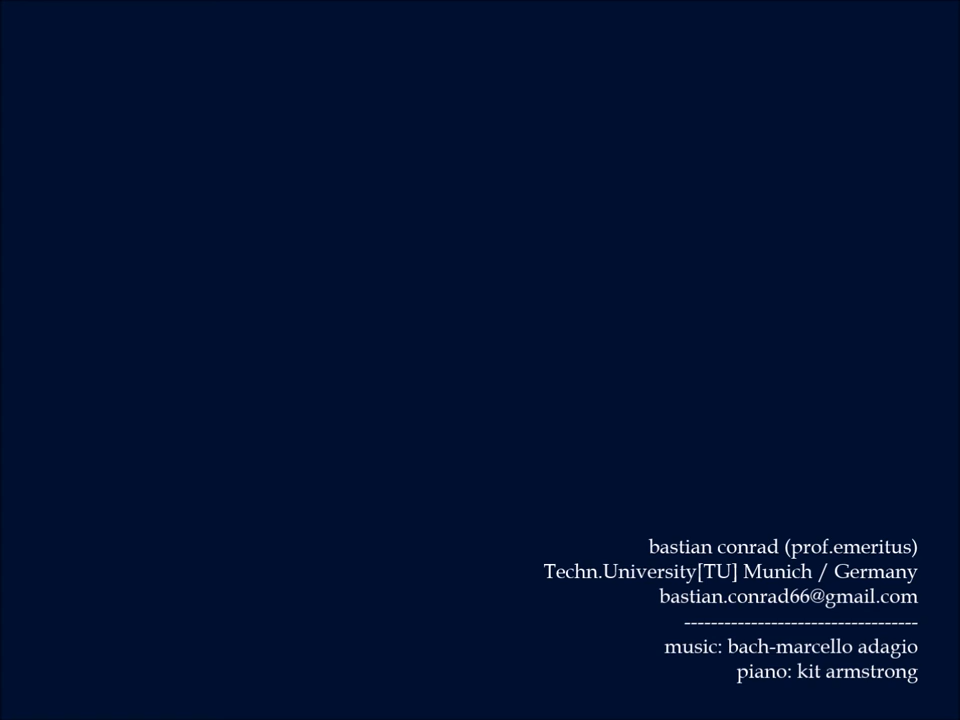 bastian conrad (prof.emeritus)
Techn.University[TU] Munich / Germany
bastian.conrad66@gmail.com
-----------------------------------
music: bach-marcello adagio
piano: kit armstrong